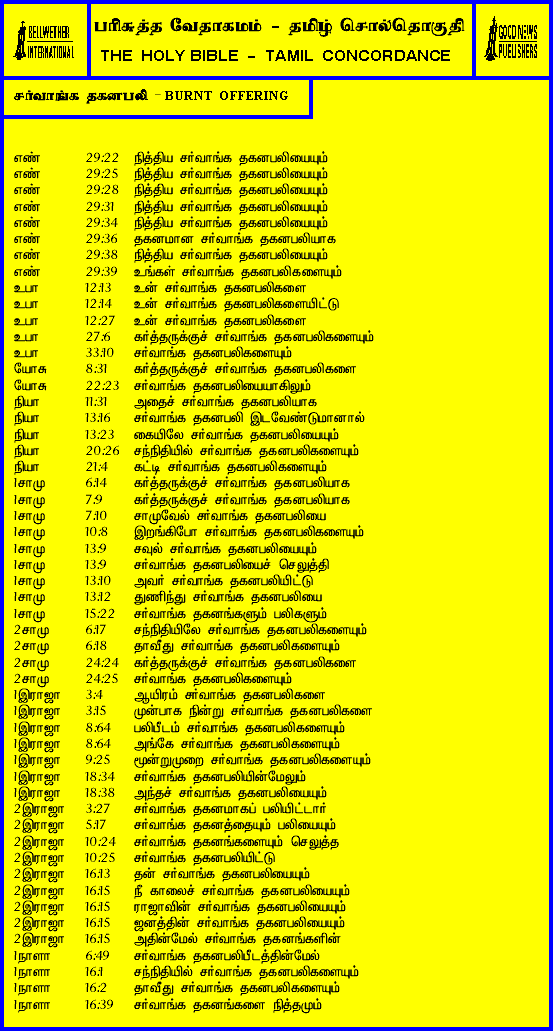 BELLWETHER
INTERNATIONAL
பரிசுத்த வேதாகமம் - தமிழ் சொல்தொகுதி
THE HOLY BIBLE - TAMIL CONCORDANCE
GOOD NEWS
PUBLISHERS
சர்வாங்க தகனபலி - BURNT OFFERING
எண் 29:22 நித்திய சர்வாங்க தகனபலியையும்
எண் 29:25 நித்திய சர்வாங்க தகனபலியையும்
எண் 29:28 நித்திய சர்வாங்க தகனபலியையும்
எண் 29:31 நித்திய சர்வாங்க தகனபலியையும்
எண் 29:34 நித்திய சர்வாங்க தகனபலியையும்
எண் 29:36 தகனமான சர்வாங்க தகனபலியாக
எண் 29:38 நித்திய சர்வாங்க தகனபலியையும்
எண் 29:39 உங்கள் சர்வாங்க தகனபலிகளையும்
உபா 12:13 உன் சர்வாங்க தகனபலிகளை
உபா 12:14 உன் சர்வாங்க தகனபலிகளையிட்டு
உபா 12:27 உன் சர்வாங்க தகனபலிகளை
உபா 27:6 கர்த்தருக்குச் சர்வாங்க தகனபலிகளையும்
உபா 33:10 சர்வாங்க தகனபலிகளையும்
யோசு 8:31 கர்த்தருக்குச் சர்வாங்க தகனபலிகளை
யோசு 22:23 சர்வாங்க தகனபலியையாகிலும்
நியா 11:31 அதைச் சர்வாங்க தகனபலியாக
நியா 13:16 சர்வாங்க தகனபலி இடவேண்டுமானால்
நியா 13:23 கையிலே சர்வாங்க தகனபலியையும்
நியா 20:26 சந்நிதியில் சர்வாங்க தகனபலிகளையும்
நியா 21:4 கட்டி சர்வாங்க தகனபலிகளையும்
1சாமு 6:14 கர்த்தருக்குச் சர்வாங்க தகனபலியாக
1சாமு 7:9 கர்த்தருக்குச் சர்வாங்க தகனபலியாக
1சாமு 7:10 சாமுவேல் சர்வாங்க தகனபலியை
1சாமு 10:8 இறங்கிபோ சர்வாங்க தகனபலிகளையும்
1சாமு 13:9 சவுல் சர்வாங்க தகனபலியையும்
1சாமு 13:9 சர்வாங்க தகனபலியைச் செலுத்தி
1சாமு 13:10 அவர் சர்வாங்க தகனபலியிட்டு
1சாமு 13:12 துணிந்து சர்வாங்க தகனபலியை
1சாமு 15:22 சர்வாங்க தகனங்களும் பலிகளும்
2சாமு 6:17 சந்நிதியிலே சர்வாங்க தகனபலிகளையும்
2சாமு 6:18 தாவீது சர்வாங்க தகனபலிகளையும்
2சாமு 24:24 கர்த்தருக்குச் சர்வாங்க தகனபலிகளை
2சாமு 24:25 சர்வாங்க தகனபலிகளையும்
1இராஜா 3:4 ஆயிரம் சர்வாங்க தகனபலிகளை
1இராஜா 3:15 முன்பாக நின்று சர்வாங்க தகனபலிகளை
1இராஜா 8:64 பலிபீடம் சர்வாங்க தகனபலிகளையும்
1இராஜா 8:64 அங்கே சர்வாங்க தகனபலிகளையும்
1இராஜா 9:25 மூன்றுமுறை சர்வாங்க தகனபலிகளையும்
1இராஜா 18:34 சர்வாங்க தகனபலியின்மேலும்
1இராஜா 18:38 அந்தச் சர்வாங்க தகனபலியையும்
2இராஜா 3:27 சர்வாங்க தகனமாகப் பலியிட்டார்
2இராஜா 5:17 சர்வாங்க தகனத்தையும் பலியையும்
2இராஜா 10:24 சர்வாங்க தகனங்களையும் செலுத்த
2இராஜா 10:25 சர்வாங்க தகனபலியிட்டு
2இராஜா 16:13 தன் சர்வாங்க தகனபலியையும்
2இராஜா 16:15 நீ காலைச் சர்வாங்க தகனபலியையும்
2இராஜா 16:15 ராஜாவின் சர்வாங்க தகனபலியையும்
2இராஜா 16:15 ஜனத்தின் சர்வாங்க தகனபலியையும்
2இராஜா 16:15 அதின்மேல் சர்வாங்க தகனங்களின்
1நாளா 6:49 சர்வாங்க தகனபலிபீடத்தின்மேல்
1நாளா 16:1 சந்நிதியில் சர்வாங்க தகனபலிகளையும்
1நாளா 16:2 தாவீது சர்வாங்க தகனபலிகளையும்
1நாளா 16:39 சர்வாங்க தகனங்களை நித்தமும்